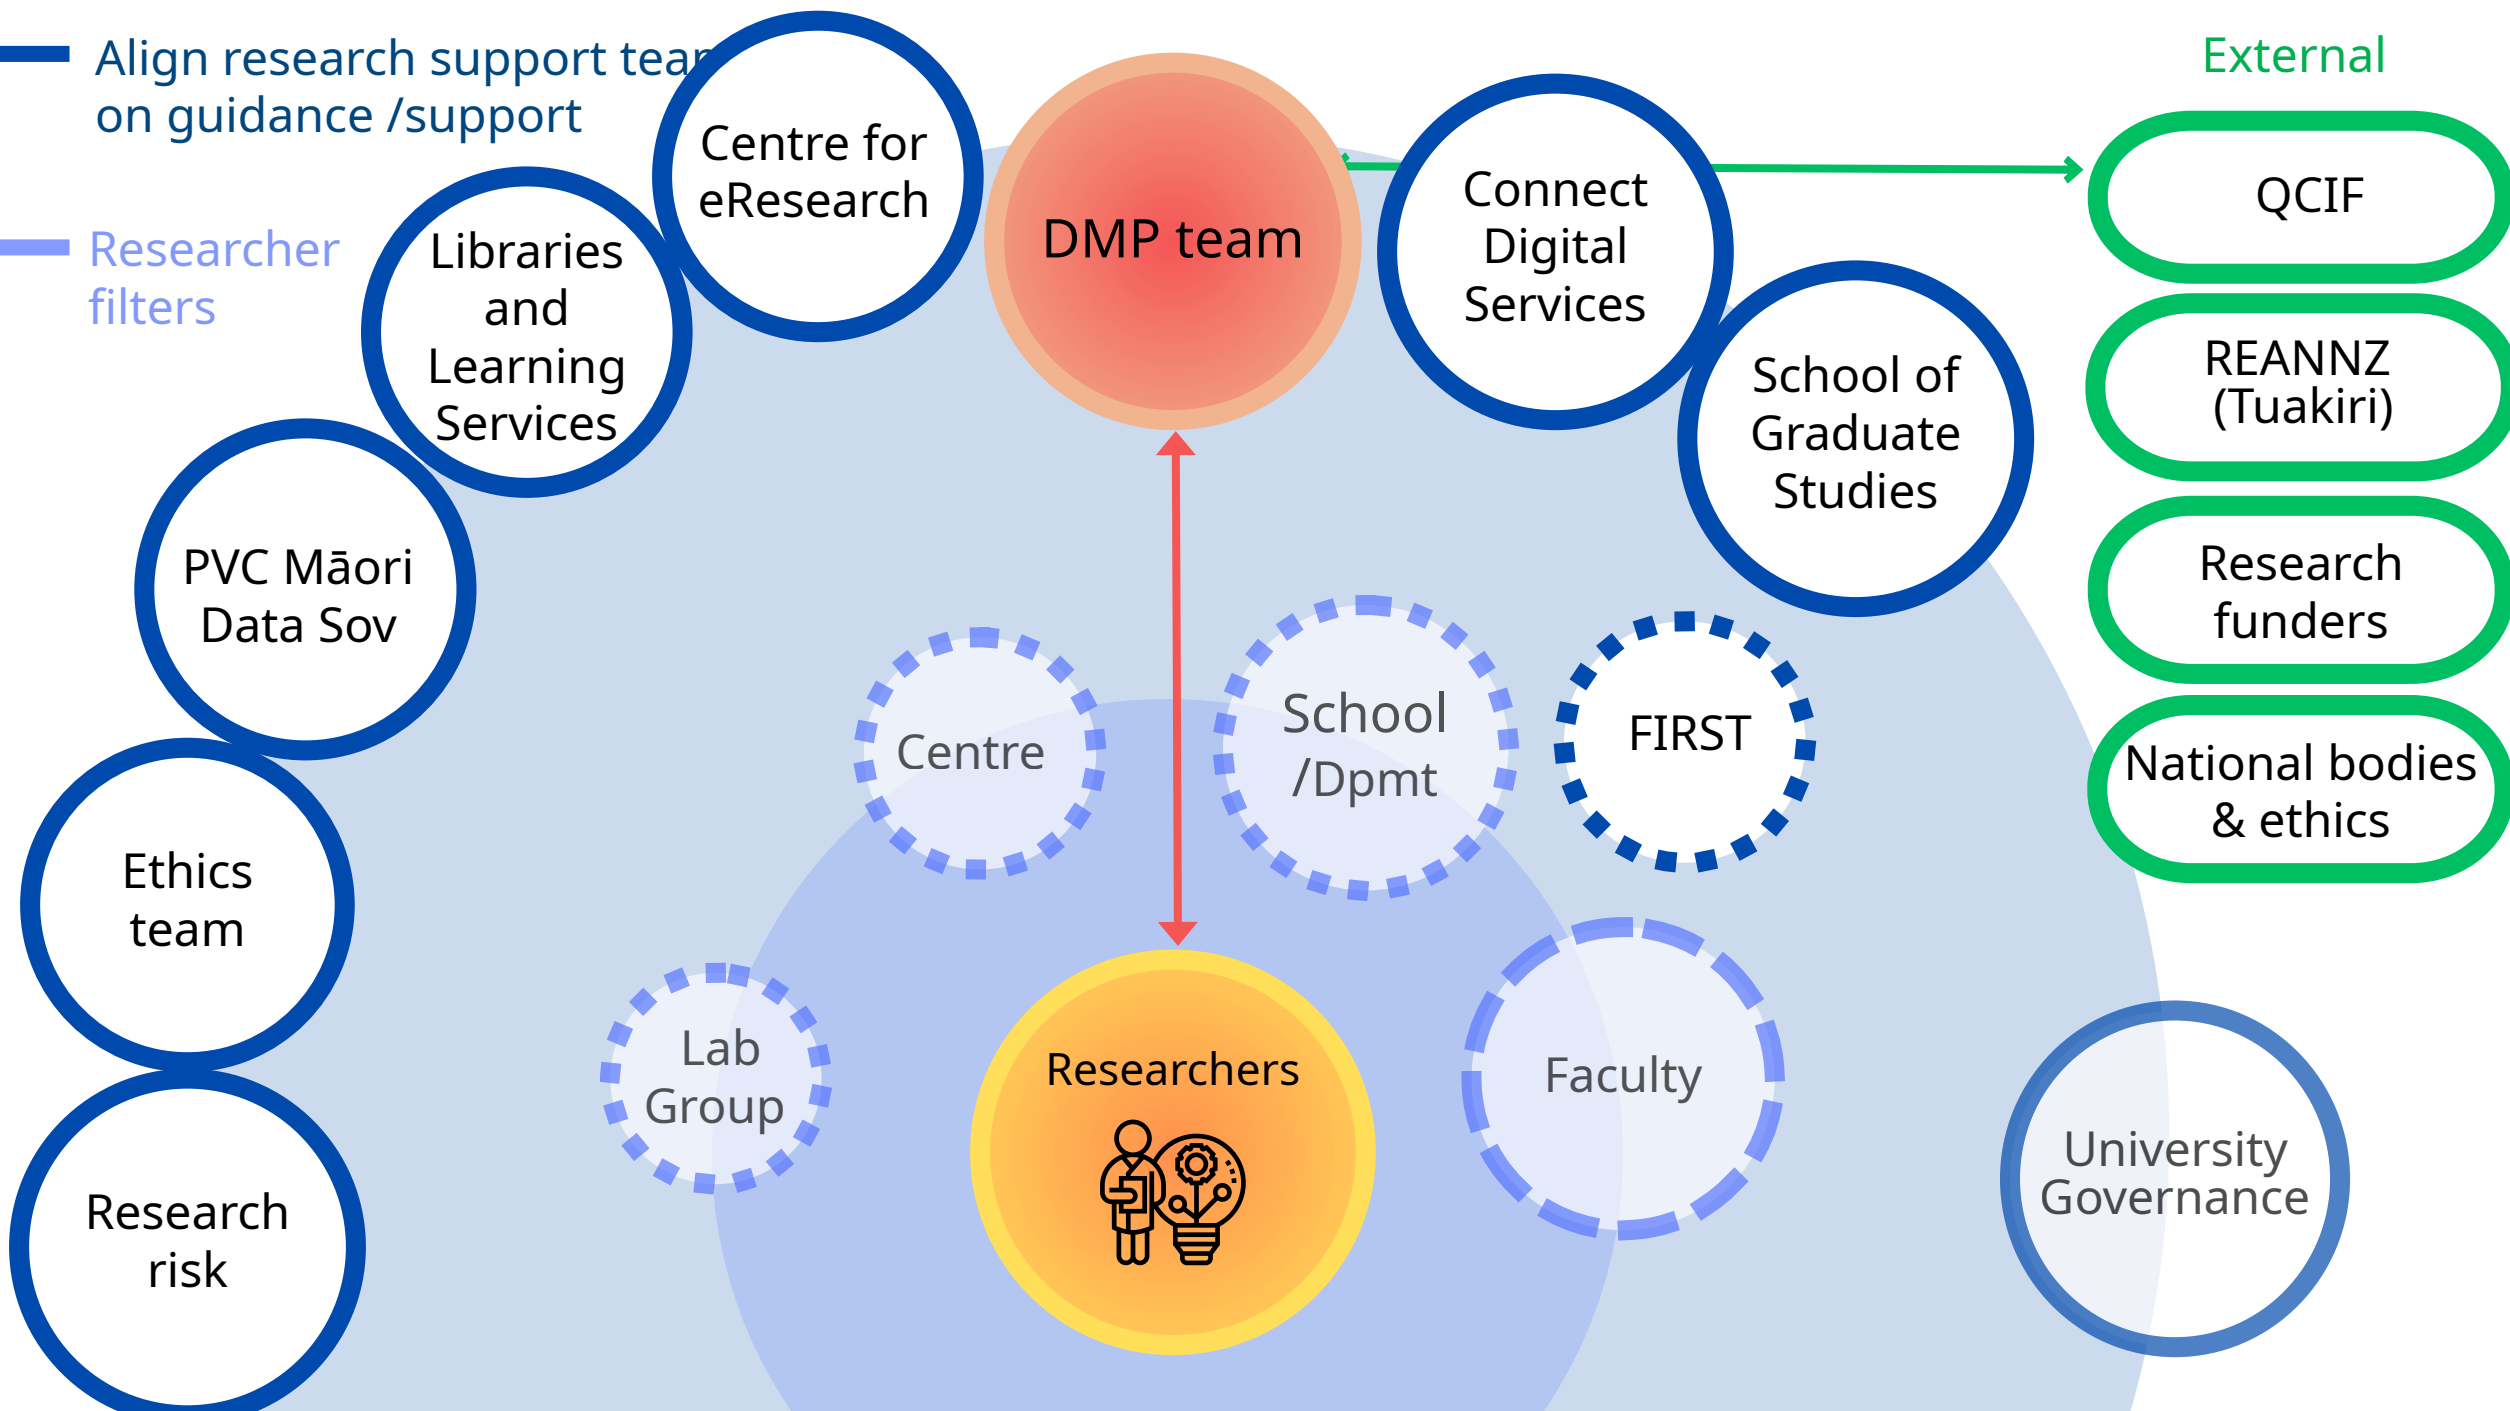 Align research support
on guidance /support
Researcher
filters
Centre for
eResearch
Libraries
and
Learning
Services
PVC Māori
Data Sov
Ethics
team
Research
risk
DMP team
Connect
Digital
Services
School of
Graduate
Studies
External
QCIF
REANNZ
(Tuakiri)
Research
funders
National bodies
& ethics
Centre
School
/Dpmt
FIRST
Lab
Group
Researchers
Faculty
University
Governance